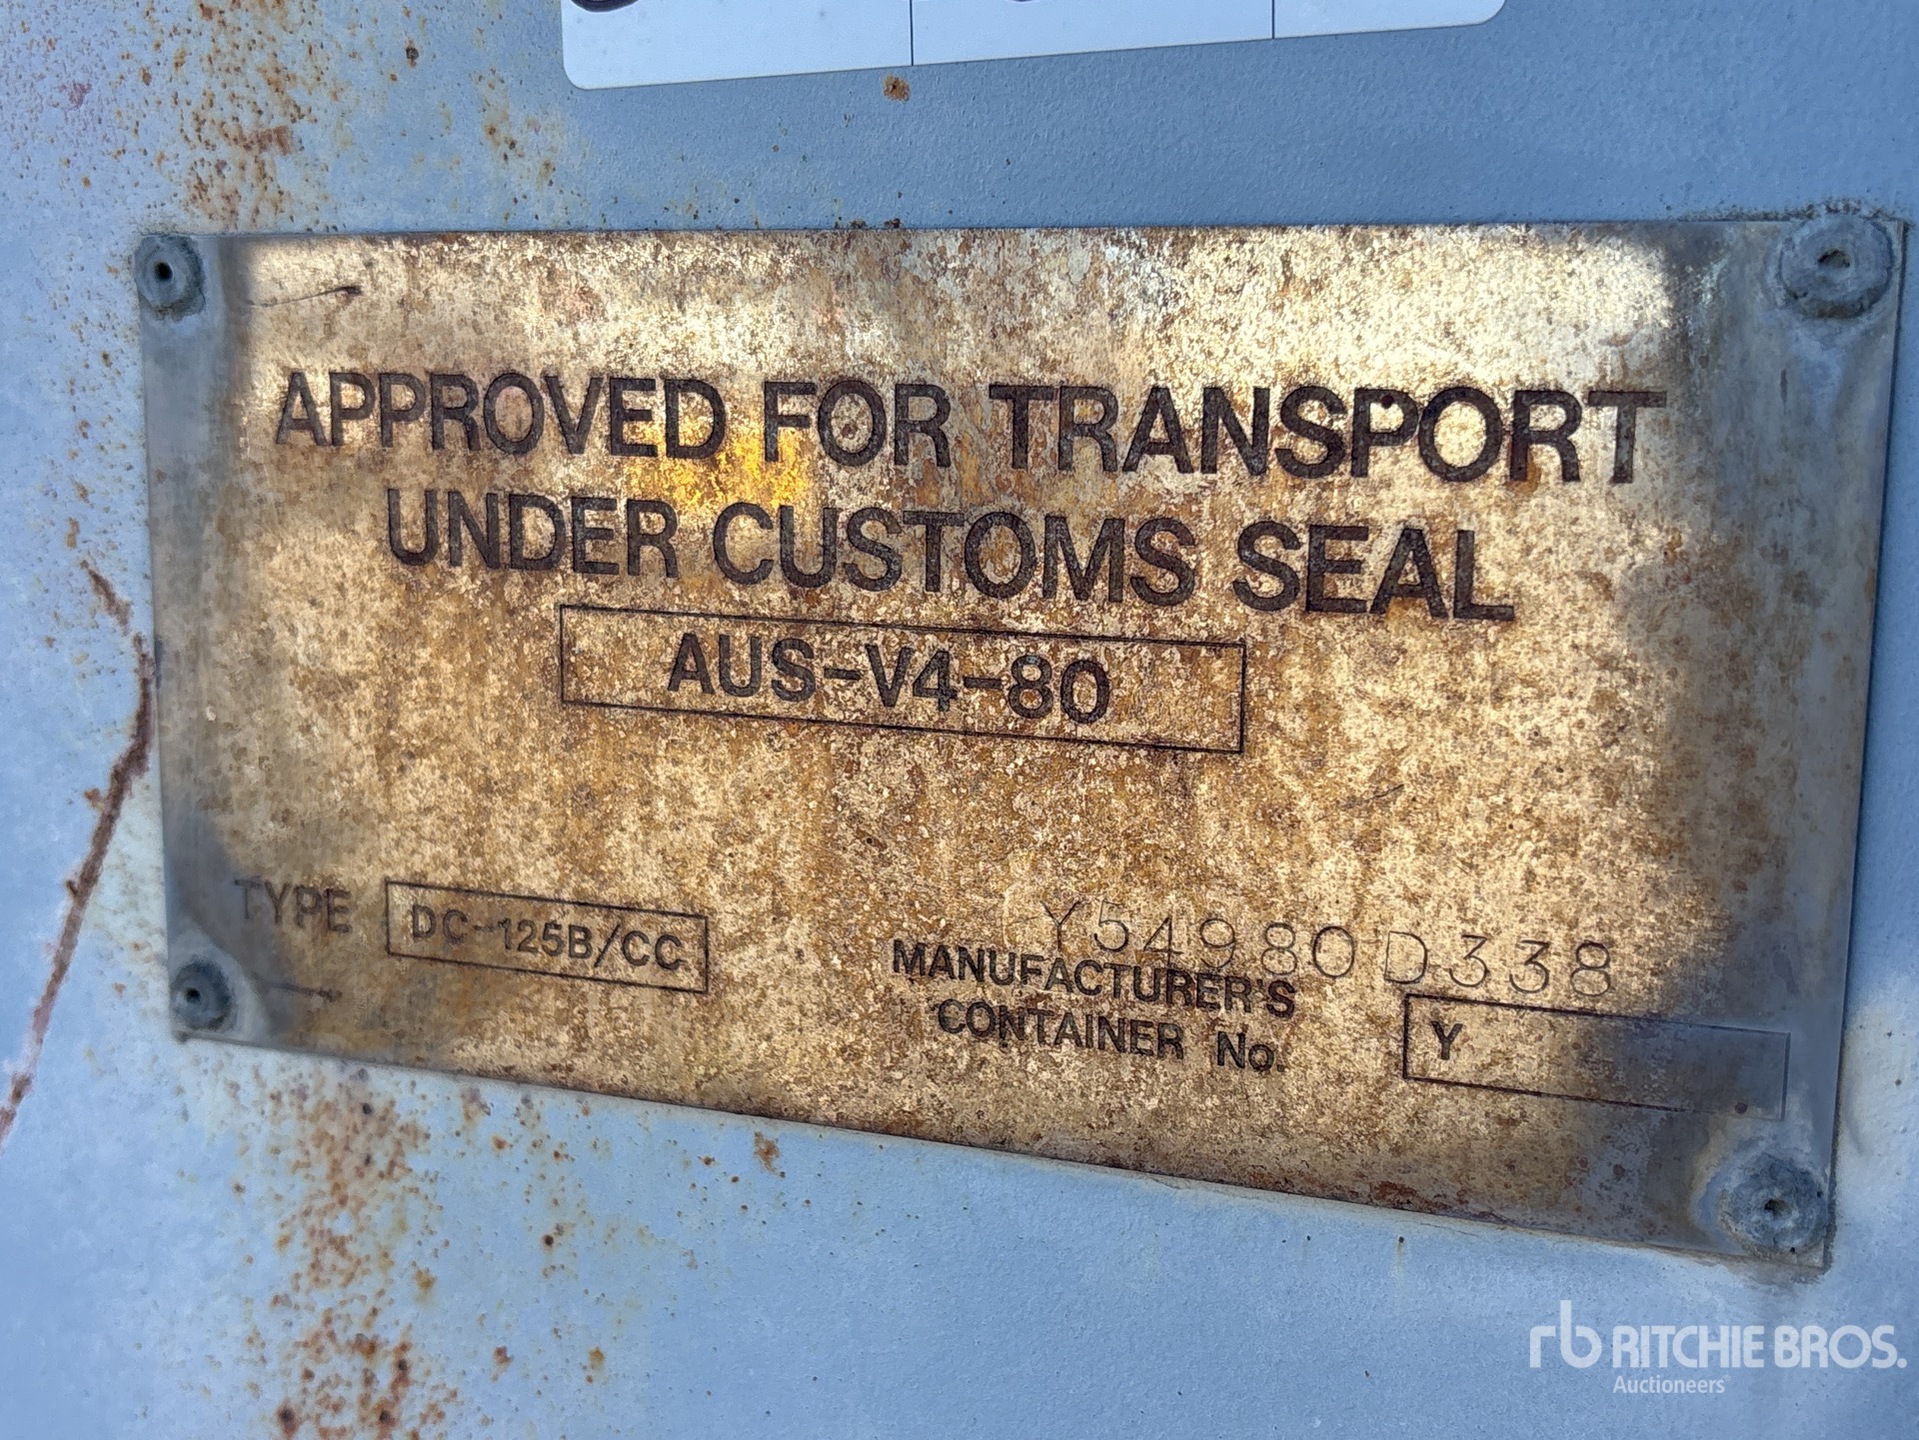 APPROVED FOR TRANSPORT
UNDER CUSTOMS SEAL
AUS-V4-80
TYPE DC-125B/CC
Y54980D338
MANUFACTURER'S
CONTAINER No. Y
rb RITCHIE BROS.
Auctioneers